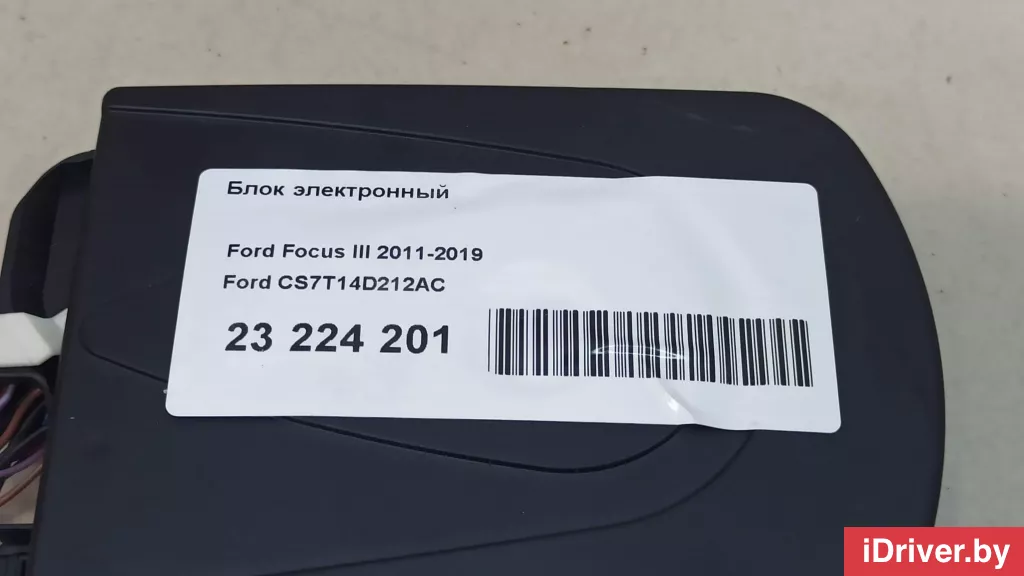 Блок электронный
Ford Focus III 2011-2019
Ford CS7T14D212AC
23 224 201
iDriver.by